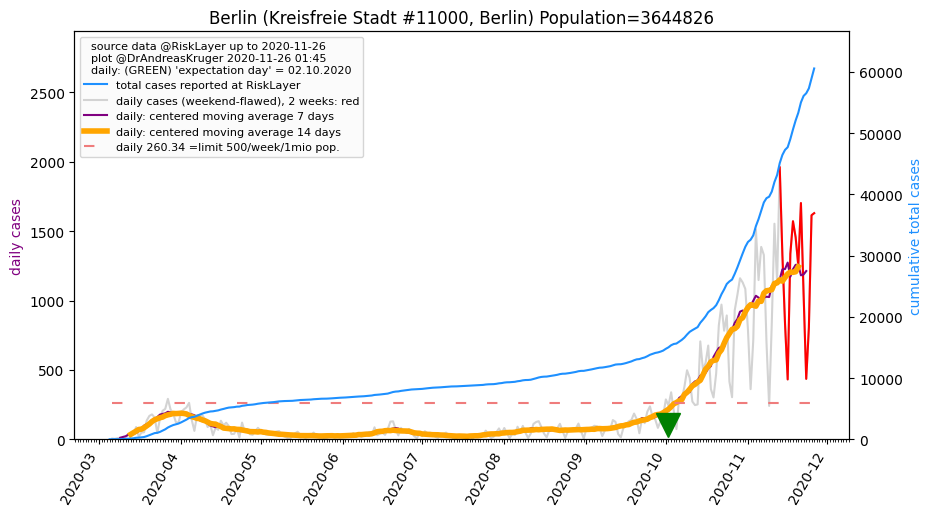 Berlin (Kreisfreie Stadt #11000, Berlin) Population=3644826
source data @RiskLayer up to 2020-11-26
plot @DrAndreasKruger 2020-11-26 01:45
daily: (GREEN) 'expectation day' = 02.10.2020
total cases reported at RiskLayer
daily cases (weekend-flawed), 2 weeks: red
daily: centered moving average 7 days
daily: centered moving average 14 days
daily 260.34 =limit 500/week/1mio pop.
daily cases
2500
2000
1500
1000
500
0
60000
50000
40000
30000
20000
10000
0
cumulative total cases
2020-03
2020-04
2020-05
2020-06
2020-07
2020-08
2020-09
2020-10
2020-11
2020-12